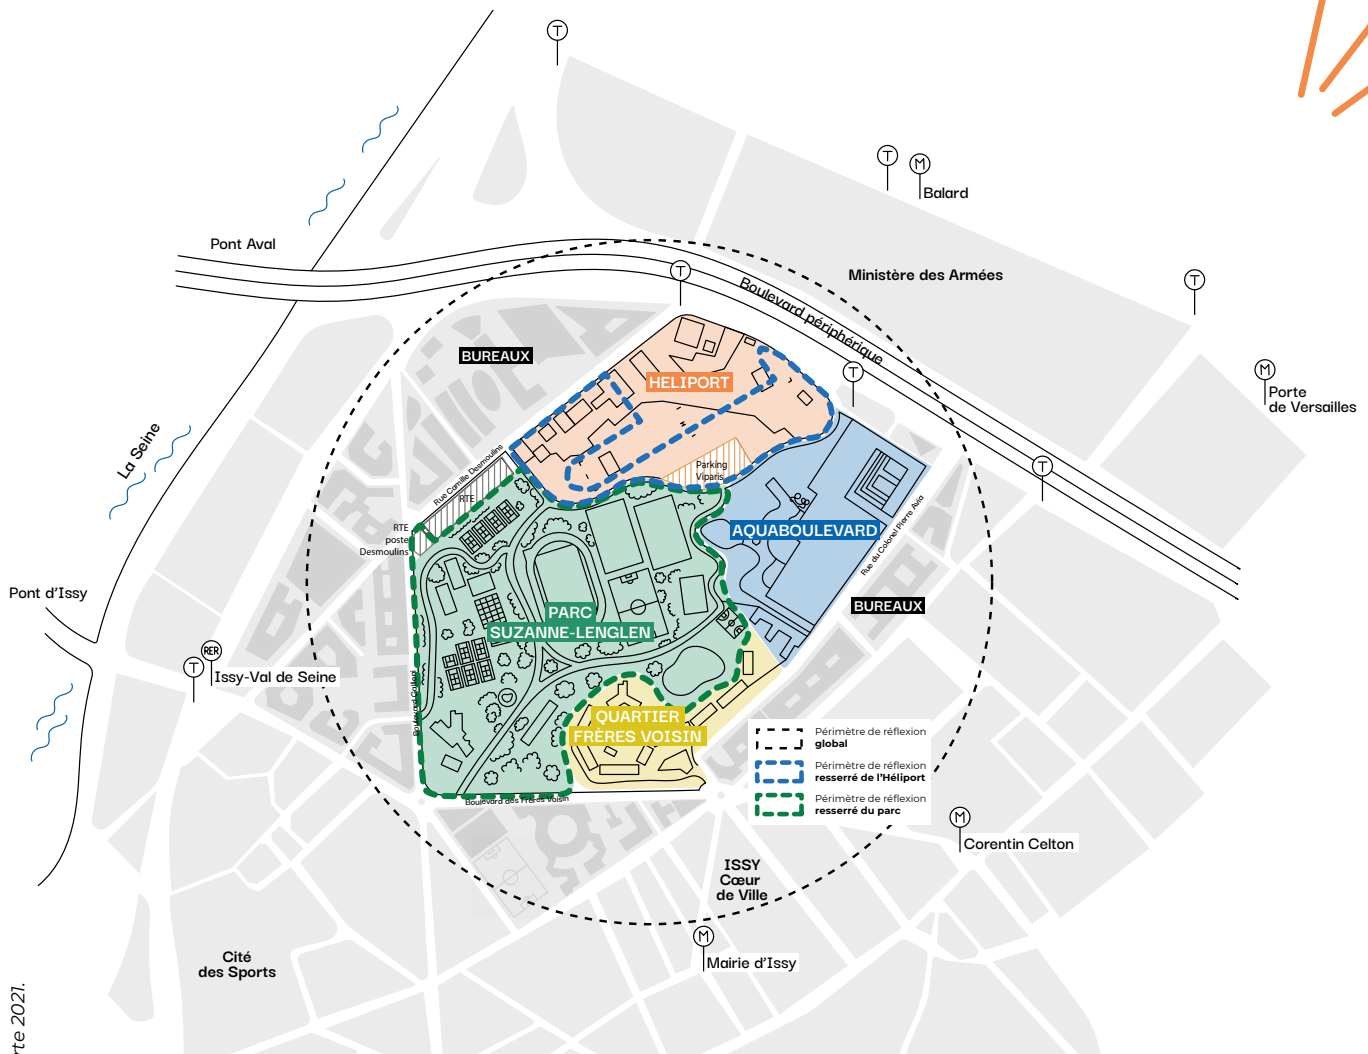 T
T
M
Balard
Pont Aval
Ministère des Armées
T
T
Boulevard périphérique
BUREAUX
HELIPORT
T
M
Porte
de Versailles
La Seine
Rue Camille Desmoulins
Parking
Viparis
T
RTE
RTE
poste
Desmoulins
AQUABOULEVARD
Rue du Colonel Pierre Avia
Pont d'Issy
BUREAUX
PARC
SUZANNE-LENGLEN
RER
T
Issy-Val de Seine
Boulevard Gallieni
QUARTIER
FRÈRES VOISIN
Périmètre de réflexion
global
Périmètre de réflexion
resserré de l'Héliport
Périmètre de réflexion
resserré du parc
Boulevard des Frères Voisin
M
Corentin Celton
ISSY
Cœur
de Ville
M
Mairie d'Issy
Cité
des Sports
2021.